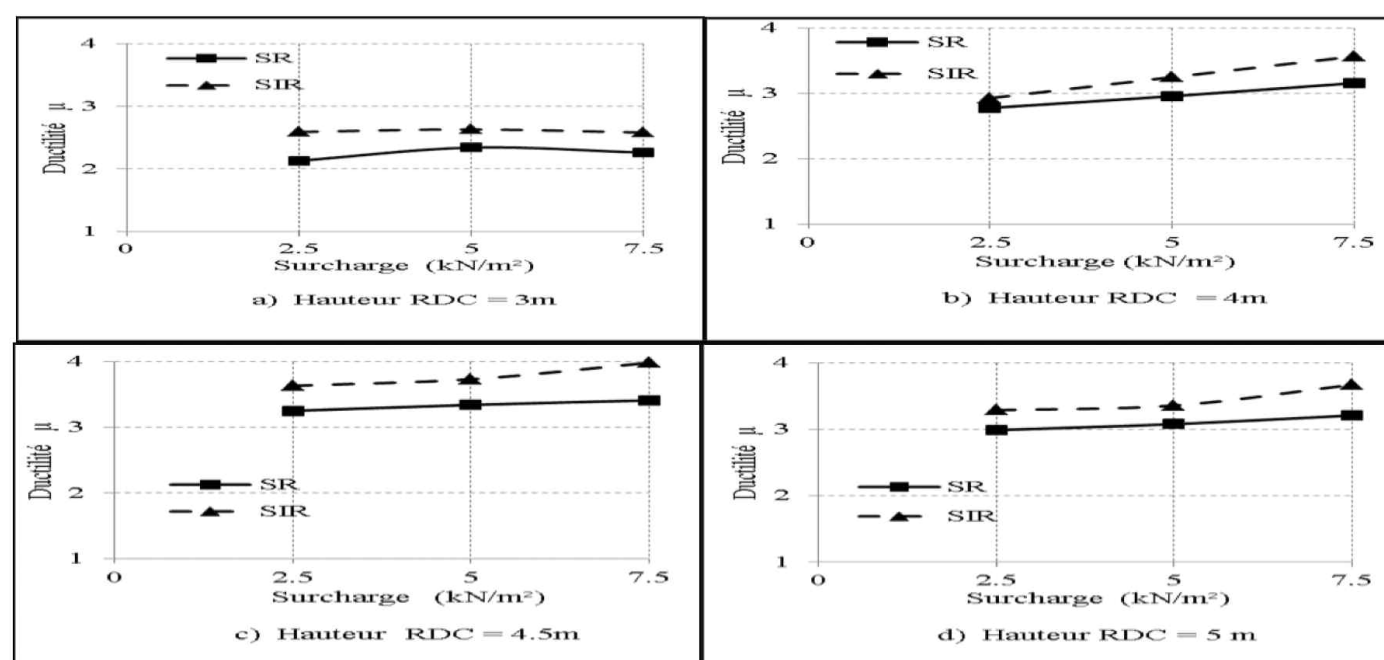 4
3
2
1
Ductilité μ
SR
SIR
0
2.5
5
7.5
Surcharge (kN/m²)
a) Hauteur RDC = 3m
4
3
2
1
Ductilité μ
SR
SIR
0
2.5
5
7.5
Surcharge (kN/m²)
b) Hauteur RDC = 4m
4
3
2
1
Ductilité μ
SR
SIR
0
2.5
5
7.5
Surcharge (kN/m²)
c) Hauteur RDC = 4.5m
4
3
2
1
Ductilité μ
SR
SIR
0
2.5
5
7.5
Surcharge (kN/m²)
d) Hauteur RDC = 5 m